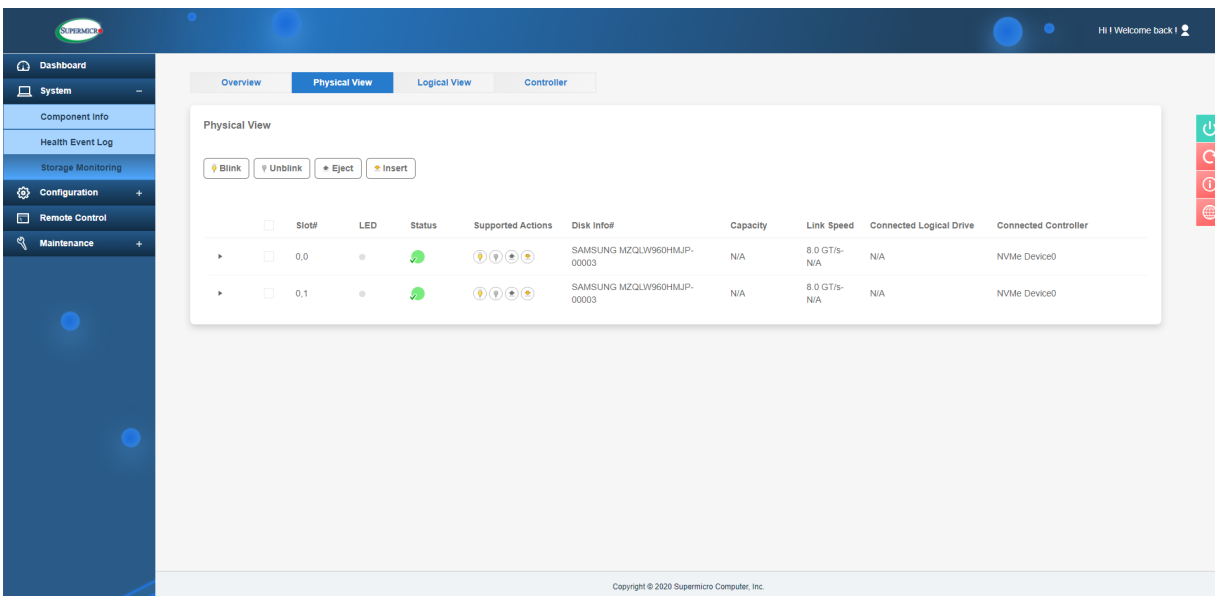 SUPERMICR
Hi ! Welcome back !
Dashboard
System −
Component Info
Health Event Log
Storage Monitoring
Configuration +
Remote Control
Maintenance +
Overview Physical View Logical View Controller
Physical View
Blink Unblink Eject Insert
Slot# LED Status Supported Actions Disk Info# Capacity Link Speed Connected Logical Drive Connected Controller
0,0 SAMSUNG MZQLW960HMJP-00003 N/A 8.0 GT/s-N/A N/A NVMe Device0
0,1 SAMSUNG MZQLW960HMJP-00003 N/A 8.0 GT/s-N/A N/A NVMe Device0
Copyright © 2020 Supermicro Computer, Inc.